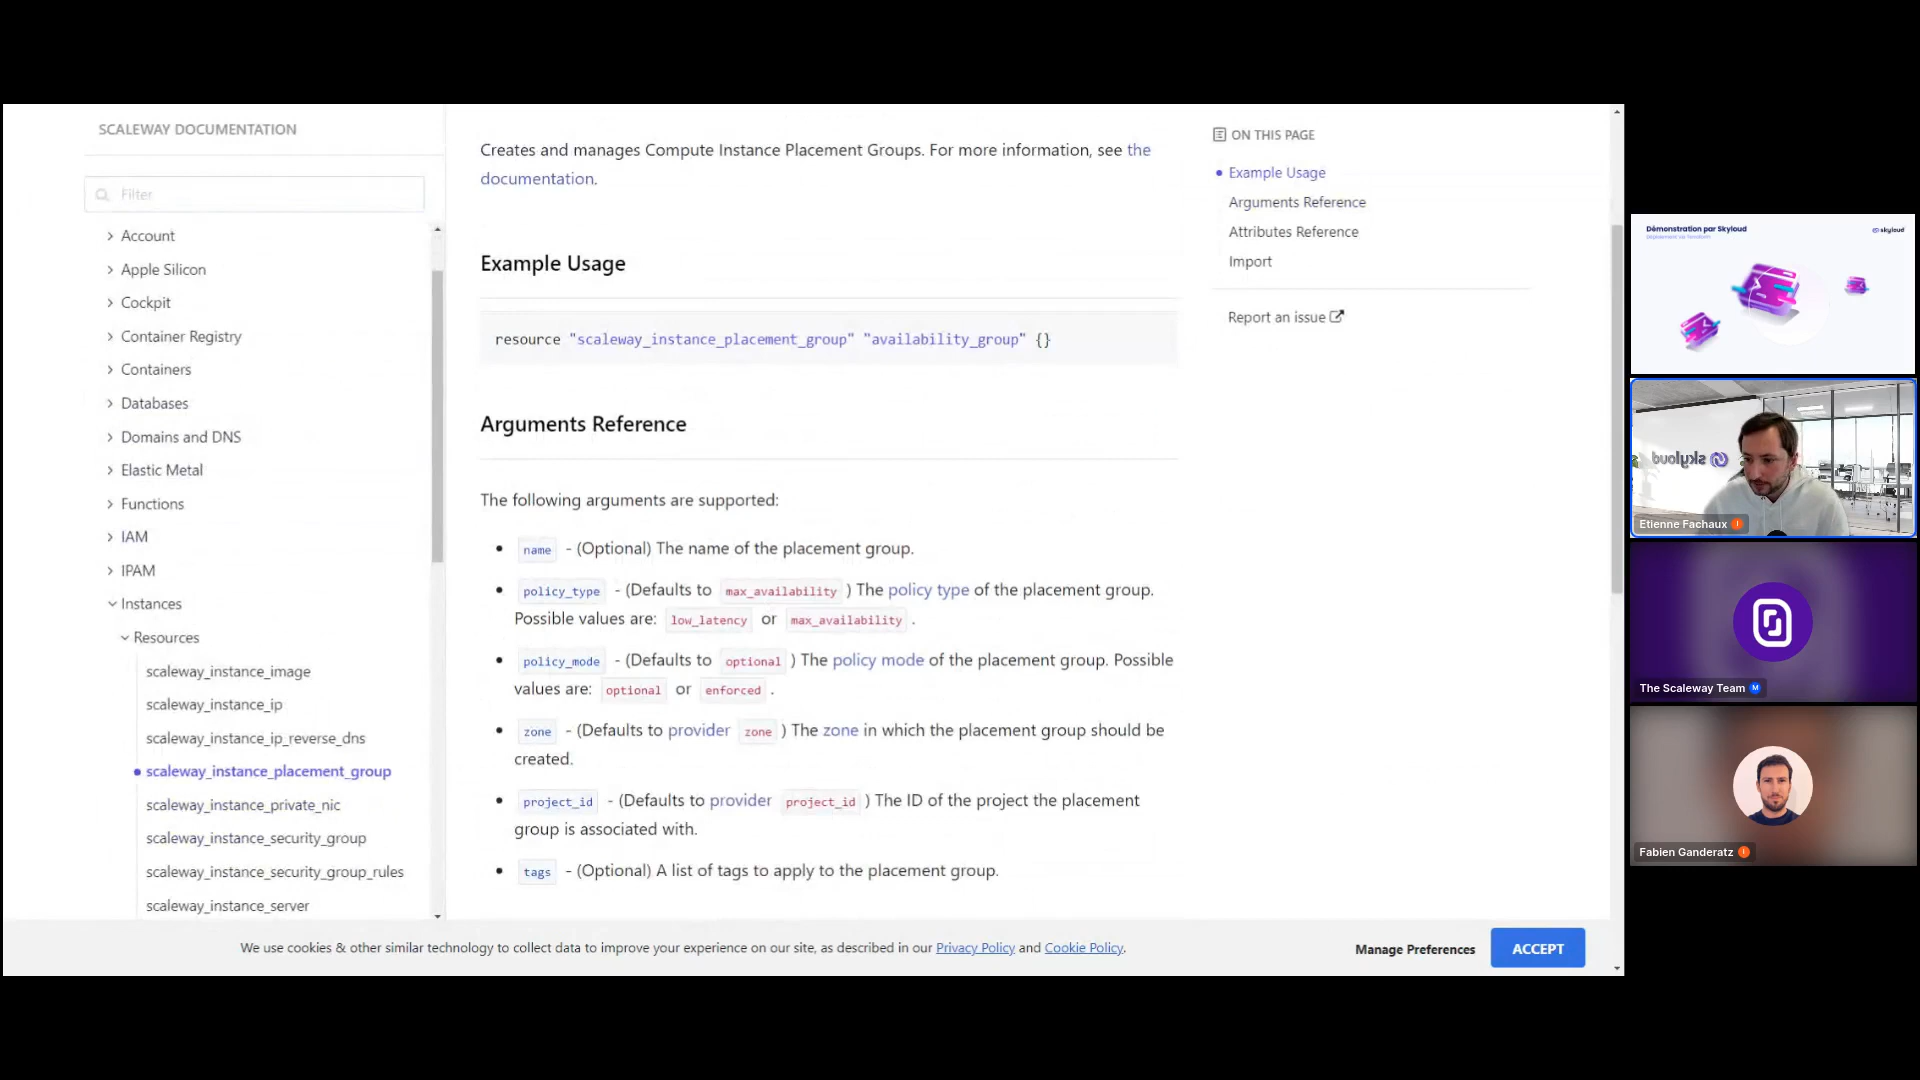 SCALEWAY DOCUMENTATION
Filter
Account
Apple Silicon
Cockpit
Container Registry
Containers
Databases
Domains and DNS
Elastic Metal
Functions
IAM
IPAM
Instances
Resources
scaleway_instance_image
scaleway_instance_ip
scaleway_instance_ip_reverse_dns
scaleway_instance_placement_group
scaleway_instance_private_nic
scaleway_instance_security_group
scaleway_instance_security_group_rules
scaleway_instance_server
Creates and manages Compute Instance Placement Groups. For more information, see the
documentation.
Example Usage
resource "scaleway_instance_placement_group" "availability_group" {}
Arguments Reference
The following arguments are supported:
• name - (Optional) The name of the placement group.
• policy_type - (Defaults to max_availability ) The policy type of the placement group.
Possible values are: low_latency or max_availability .
• policy_mode - (Defaults to optional ) The policy mode of the placement group. Possible
values are: optional or enforced .
• zone - (Defaults to provider zone ) The zone in which the placement group should be
created.
• project_id - (Defaults to provider project_id ) The ID of the project the placement
group is associated with.
• tags - (Optional) A list of tags to apply to the placement group.
ON THIS PAGE
Example Usage
Arguments Reference
Attributes Reference
Import
Report an issue
We use cookies & other similar technology to collect data to improve your experience on our site, as described in our Privacy Policy and Cookie Policy.
Manage Preferences
ACCEPT
Démonstration par Skyloud
skyloud
skyloud
Etienne Fachaux
The Scaleway Team
Fabien Ganderatz